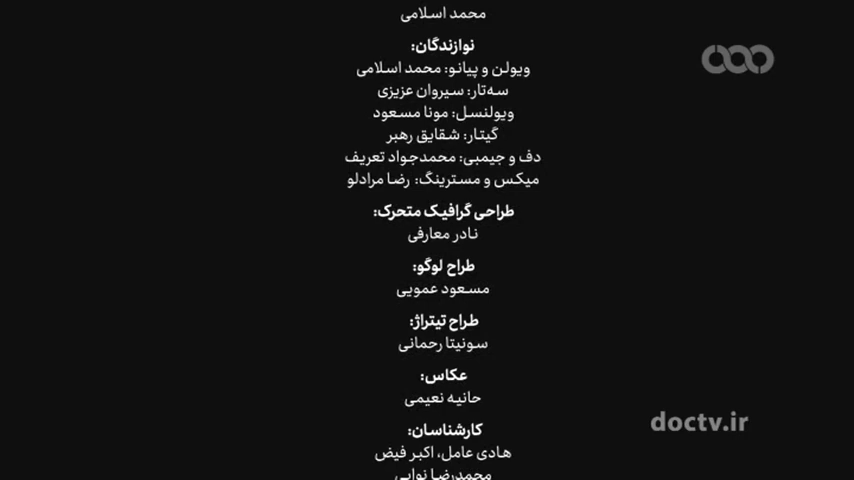 محمد اسلامی
نوازندگان:
ویولن و پیانو: محمد اسلامی
سه‌تار: سیروان عزیزی
ویولنسل: مونا مسعود
گیتار: شقایق رهبر
دف و جیمبی: محمدجواد تعریف
میکس و مسترینگ: رضا مرادلو
طراحی گرافیک متحرک:
نادر معارفی
طراح لوگو:
مسعود عمویی
طراح تیتراژ:
سونیتا رحمانی
عکاس:
حانیه نعیمی
کارشناسان:
هادی عامل، اکبر فیض
محمدرضا نوایی
doctv.ir